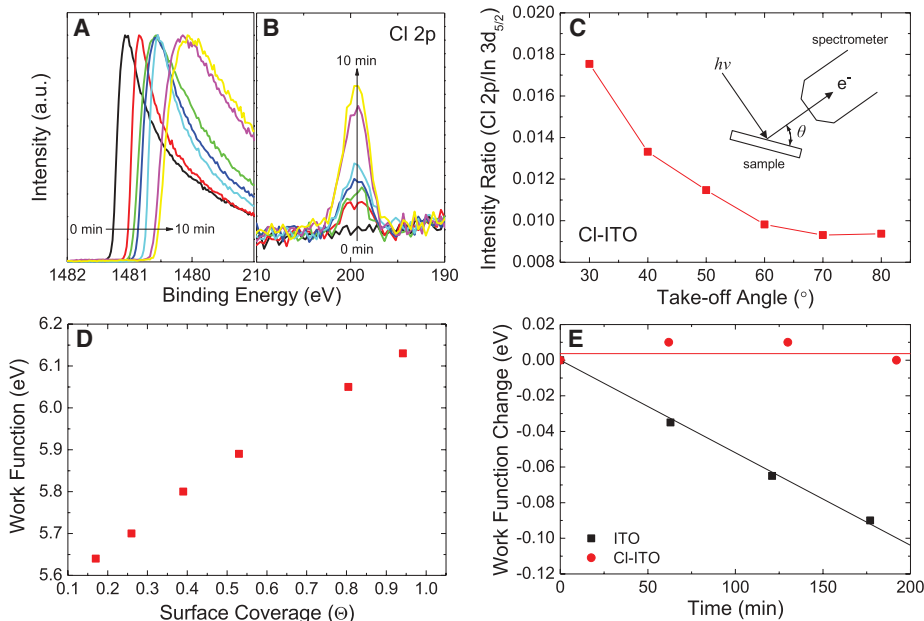 A
Intensity (a.u.)
0 min
10 min
1482
1481
1480
210
Binding Energy (eV)
B
Cl 2p
10 min
0 min
210
200
190
C
Intensity Ratio (Cl 2p/In 3d5/2)
0.020
0.018
0.016
0.014
0.012
0.010
0.008
hν
spectrometer
e-
θ
sample
Cl-ITO
30
40
50
60
70
80
Take-off Angle (°)
D
Work Function (eV)
6.2
6.1
6.0
5.9
5.8
5.7
5.6
0.1
0.2
0.3
0.4
0.5
0.6
0.7
0.8
0.9
1.0
Surface Coverage (Θ)
E
Work Function Change (eV)
0.02
0.00
-0.02
-0.04
-0.06
-0.08
-0.10
-0.12
ITO
Cl-ITO
0
50
100
150
200
Time (min)